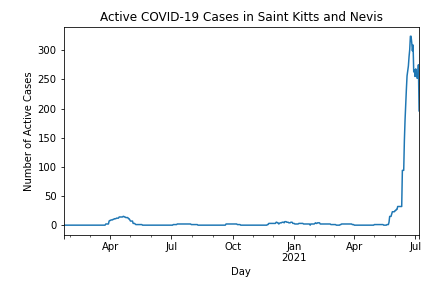 Active COVID-19 Cases in Saint Kitts and Nevis
Number of Active Cases
300
250
200
150
100
50
0
Apr
Jul
Oct
Jan
2021
Apr
Jul
Day